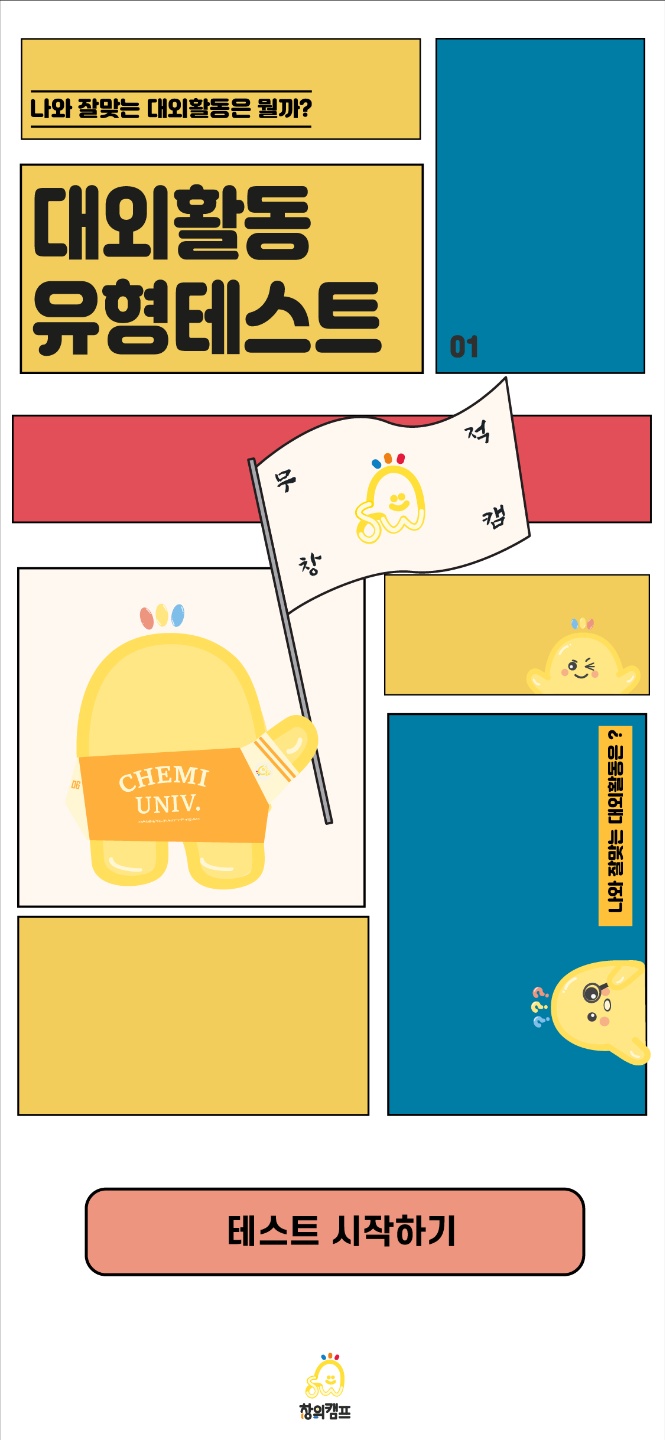 나와 잘맞는 대외활동은 뭘까?
대외활동
유형테스트
01
무
적
창
캠
CHEMI
UNIV.
06
나와 잘맞는 대외활동은 ?
???
테스트 시작하기
창의캠프